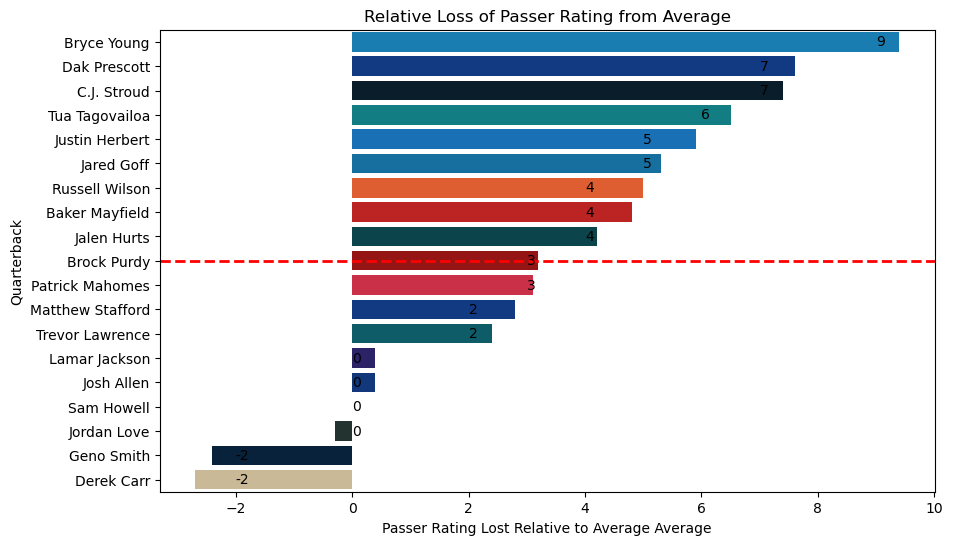 Relative Loss of Passer Rating from Average
Quarterback
Bryce Young 9
Dak Prescott 7
C.J. Stroud 7
Tua Tagovailoa 6
Justin Herbert 5
Jared Goff 5
Russell Wilson 4
Baker Mayfield 4
Jalen Hurts 4
Brock Purdy 3
Patrick Mahomes 3
Matthew Stafford 2
Trevor Lawrence 2
Lamar Jackson 0
Josh Allen 0
Sam Howell 0
Jordan Love 0
Geno Smith -2
Derek Carr -2
−2 0 2 4 6 8 10
Passer Rating Lost Relative to Average Average